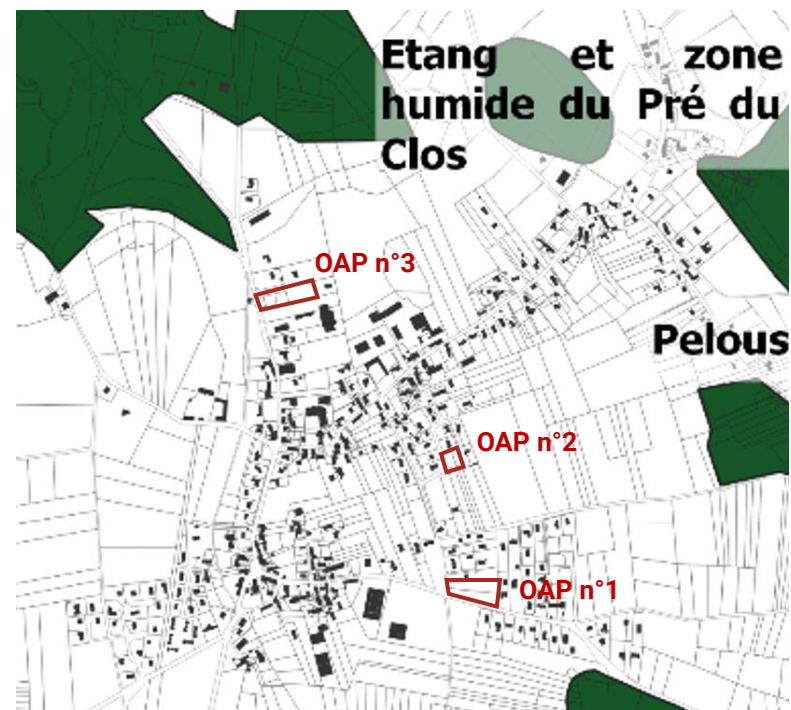 Etang et zone
humide du Pré du
Clos
OAP n°3
Pelous
OAP n°2
OAP n°1